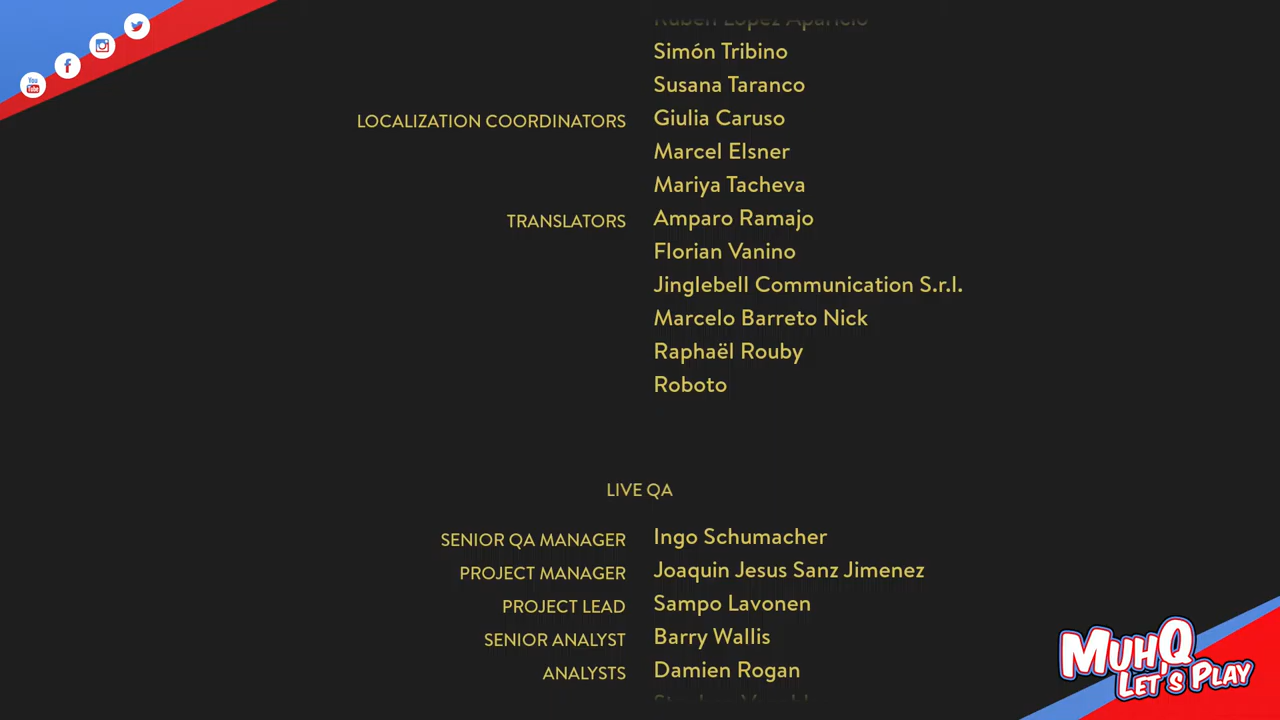 Simón Tribino
Susana Taranco
LOCALIZATION COORDINATORS Giulia Caruso
Marcel Elsner
Mariya Tacheva
TRANSLATORS Amparo Ramajo
Florian Vanino
Jinglebell Communication S.r.l.
Marcelo Barreto Nick
Raphaël Rouby
Roboto
LIVE QA
SENIOR QA MANAGER Ingo Schumacher
PROJECT MANAGER Joaquin Jesus Sanz Jimenez
PROJECT LEAD Sampo Lavonen
SENIOR ANALYST Barry Wallis
ANALYSTS Damien Rogan
You
Tube
MUHQ
LET'S PLAY